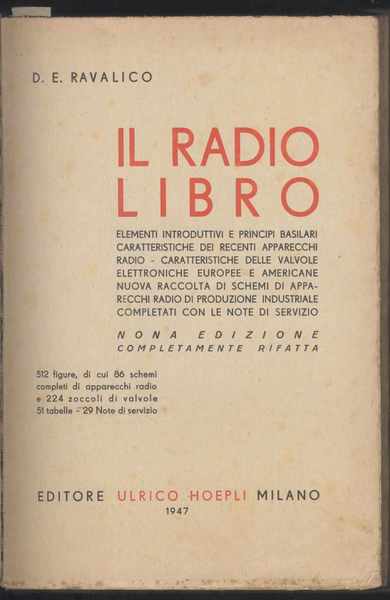 D. E. RAVALICO
IL RADIO
LIBRO
ELEMENTI INTRODUTTIVI E PRINCIPI BASILARI
CARATTERISTICHE DEI RECENTI APPARECCHI
RADIO - CARATTERISTICHE DELLE VALVOLE
ELETTRONICHE EUROPEE E AMERICANE
NUOVA RACCOLTA DI SCHEMI DI APPA-
RECCHI RADIO DI PRODUZIONE INDUSTRIALE
COMPLETATI CON LE NOTE DI SERVIZIO
NONA EDIZIONE
COMPLETAMENTE RIFATTA
512 figure, di cui 86 schemi
completi di apparecchi radio
e 224 zoccoli di valvole
51 tabelle - 29 Note di servizio
EDITORE ULRICO HOEPLI MILANO
1947